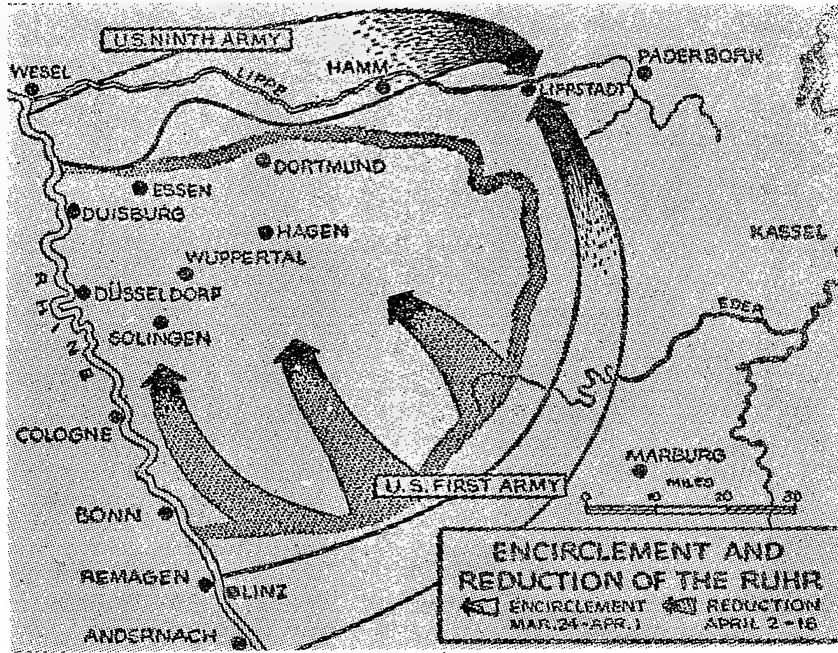 U.S. NINTH ARMY
WESEL
LIPPE
HAMM
LIPPSTADT
PADERBORN
DORTMUND
ESSEN
DUISBURG
HAGEN
KASSEL
WUPPERTAL
DÜSSELDORF
RHINE
SOLINGEN
EDER
COLOGNE
MARBURG
MILES
0 10 20 30
U.S. FIRST ARMY
BONN
REMAGEN
LINZ
ANDERNACH
ENCIRCLEMENT AND
REDUCTION OF THE RUHR
ENCIRCLEMENT REDUCTION
MAR. 24-APR. 1 APRIL 2-16